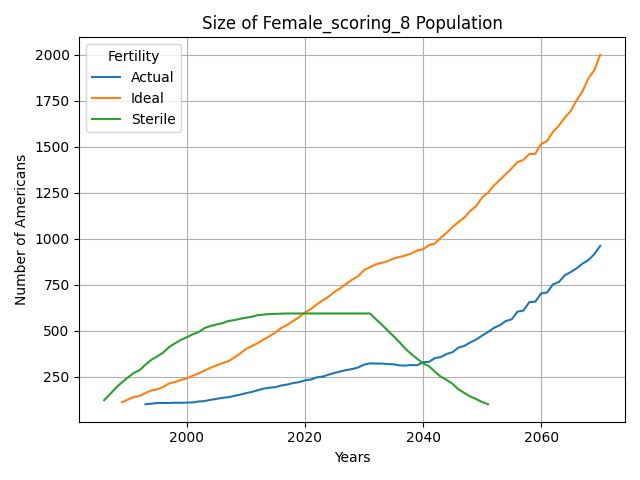 Size of Female_scoring_8 Population
Fertility
Actual
Ideal
Sterile
Number of Americans
2000
1750
1500
1250
1000
750
500
250
2000
2020
2040
2060
Years